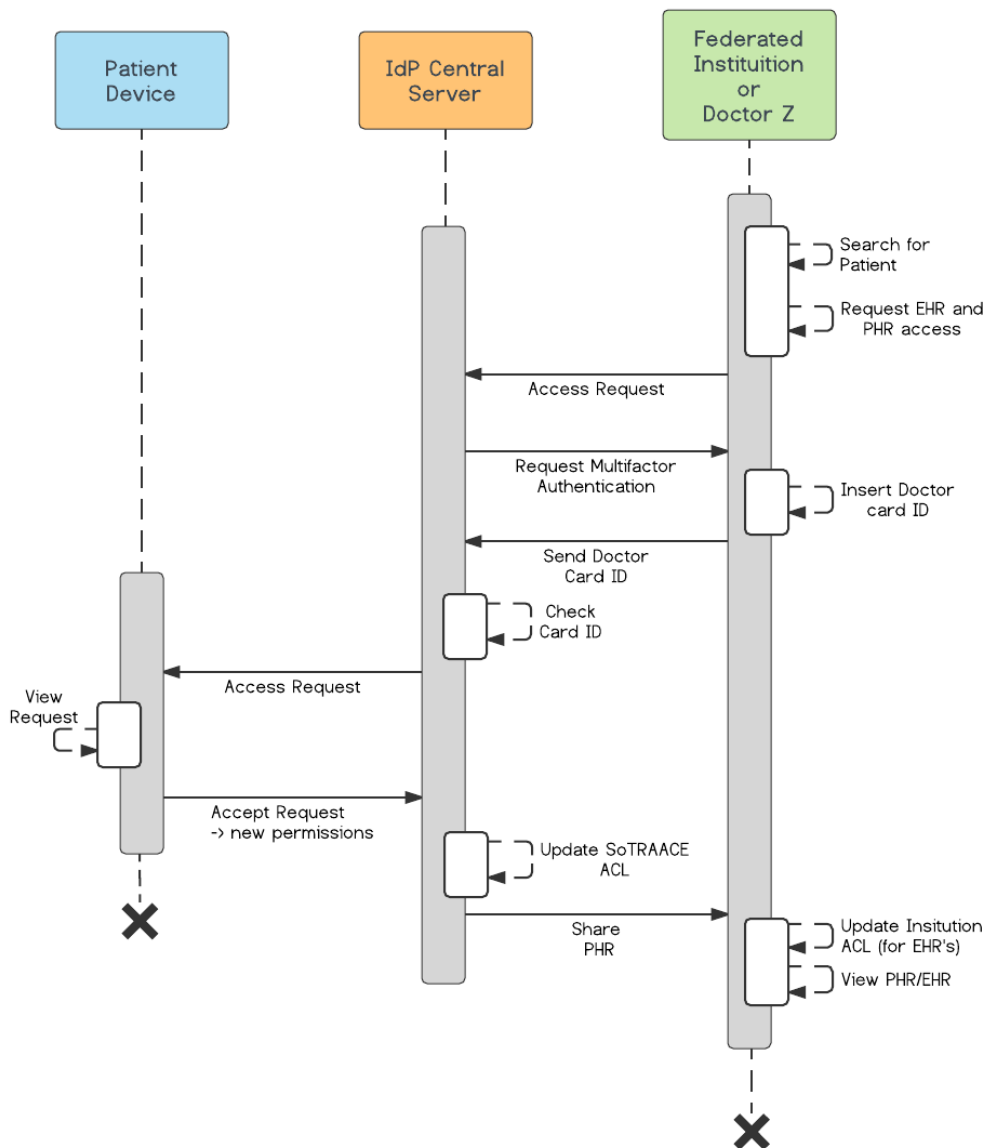 Patient
Device
IdP Central
Server
Federated
Instituition
or
Doctor Z
Search for
Patient
Request EHR and
PHR access
Access Request
Request Multifactor
Authentication
Insert Doctor
card ID
Send Doctor
Card ID
Check
Card ID
Access Request
View
Request
Accept Request
-> new permissions
Update SoTRAACE
ACL
Share
PHR
Update Insitution
ACL (for EHR's)
View PHR/EHR